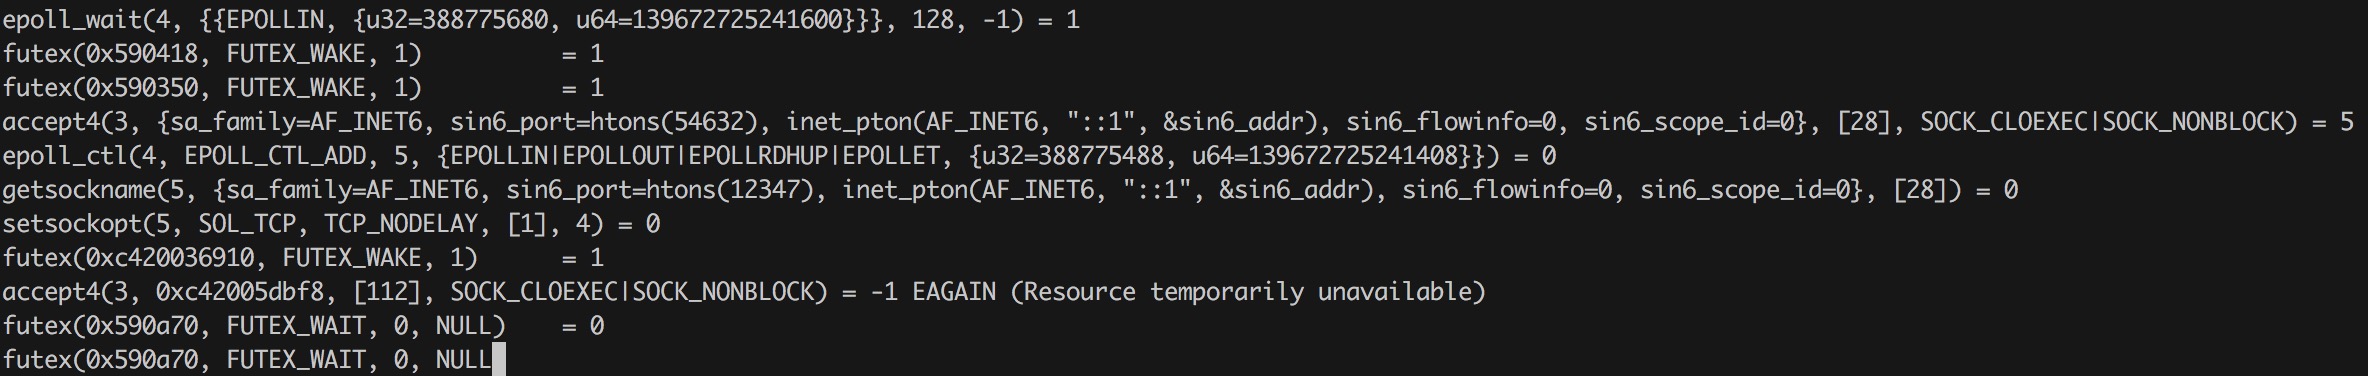 epoll_wait(4, {{EPOLLIN, {u32=388775680, u64=139672725241600}}}, 128, -1) = 1
futex(0x590418, FUTEX_WAKE, 1)          = 1
futex(0x590350, FUTEX_WAKE, 1)          = 1
accept4(3, {sa_family=AF_INET6, sin6_port=htons(54632), inet_pton(AF_INET6, "::1", &sin6_addr), sin6_flowinfo=0, sin6_scope_id=0}, [28], SOCK_CLOEXEC|SOCK_NONBLOCK) = 5
epoll_ctl(4, EPOLL_CTL_ADD, 5, {EPOLLIN|EPOLLOUT|EPOLLRDHUP|EPOLLET, {u32=388775488, u64=139672725241408}}) = 0
getsockname(5, {sa_family=AF_INET6, sin6_port=htons(12347), inet_pton(AF_INET6, "::1", &sin6_addr), sin6_flowinfo=0, sin6_scope_id=0}, [28]) = 0
setsockopt(5, SOL_TCP, TCP_NODELAY, [1], 4) = 0
futex(0xc420036910, FUTEX_WAKE, 1)      = 1
accept4(3, 0xc42005dbf8, [112], SOCK_CLOEXEC|SOCK_NONBLOCK) = -1 EAGAIN (Resource temporarily unavailable)
futex(0x590a70, FUTEX_WAIT, 0, NULL)    = 0
futex(0x590a70, FUTEX_WAIT, 0, NULL